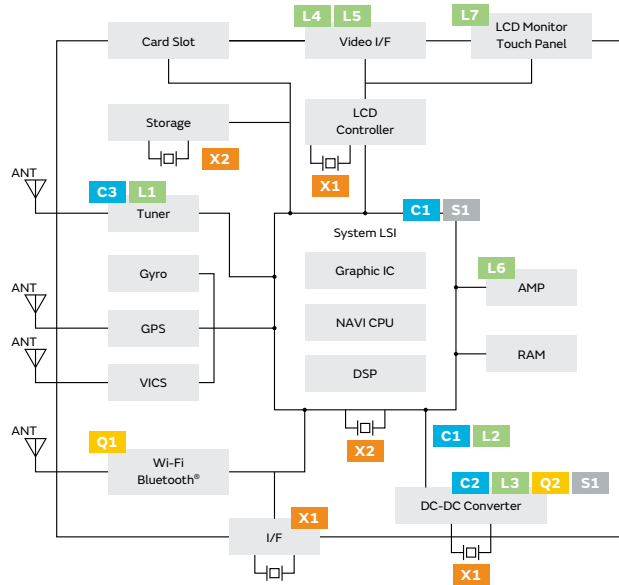 L4 L5
L7
Card Slot
Video I/F
LCD Monitor
Touch Panel
Storage
LCD
Controller
X2
X1
ANT
C3 L1
Tuner
C1 S1
System LSI
Gyro
Graphic IC
L6
AMP
ANT
GPS
NAVI CPU
ANT
VICS
DSP
RAM
ANT
Q1
Wi-Fi
Bluetooth®
X2
C1 L2
C2 L3 Q2 S1
DC-DC Converter
X1
I/F
X1